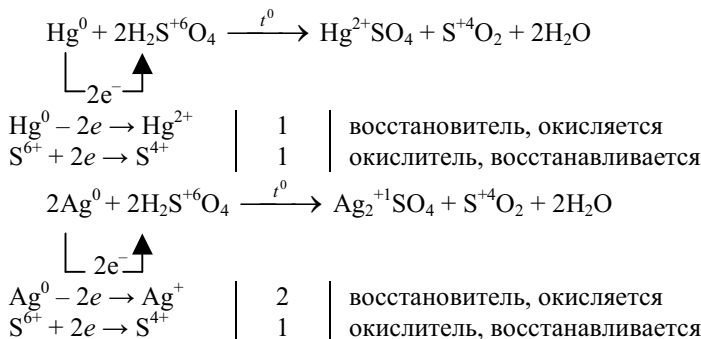 Hg⁰ + 2H₂S⁺⁶O₄ —t⁰→ Hg²⁺SO₄ + S⁺⁴O₂ + 2H₂O
2e⁻
Hg⁰ – 2e → Hg²⁺ | 1 | восстановитель, окисляется
S⁶⁺ + 2e → S⁴⁺ | 1 | окислитель, восстанавливается
2Ag⁰ + 2H₂S⁺⁶O₄ —t⁰→ Ag₂⁺¹SO₄ + S⁺⁴O₂ + 2H₂O
2e⁻
Ag⁰ – 2e → Ag⁺ | 2 | восстановитель, окисляется
S⁶⁺ + 2e → S⁴⁺ | 1 | окислитель, восстанавливается